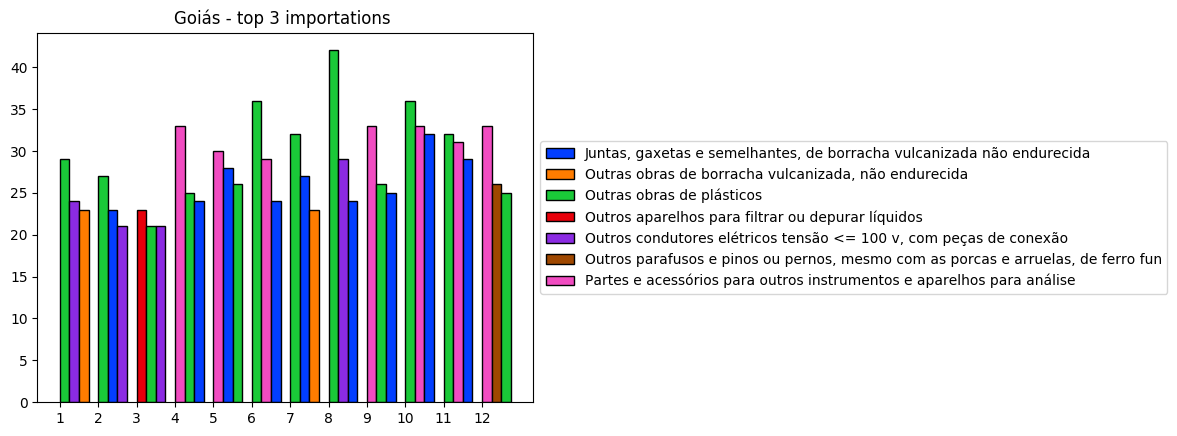 Goiás - top 3 importations
40
35
30
25
20
15
10
5
0
1 2 3 4 5 6 7 8 9 10 11 12
Juntas, gaxetas e semelhantes, de borracha vulcanizada não endurecida
Outras obras de borracha vulcanizada, não endurecida
Outras obras de plásticos
Outros aparelhos para filtrar ou depurar líquidos
Outros condutores elétricos tensão <= 100 v, com peças de conexão
Outros parafusos e pinos ou pernos, mesmo com as porcas e arruelas, de ferro fun
Partes e acessórios para outros instrumentos e aparelhos para análise